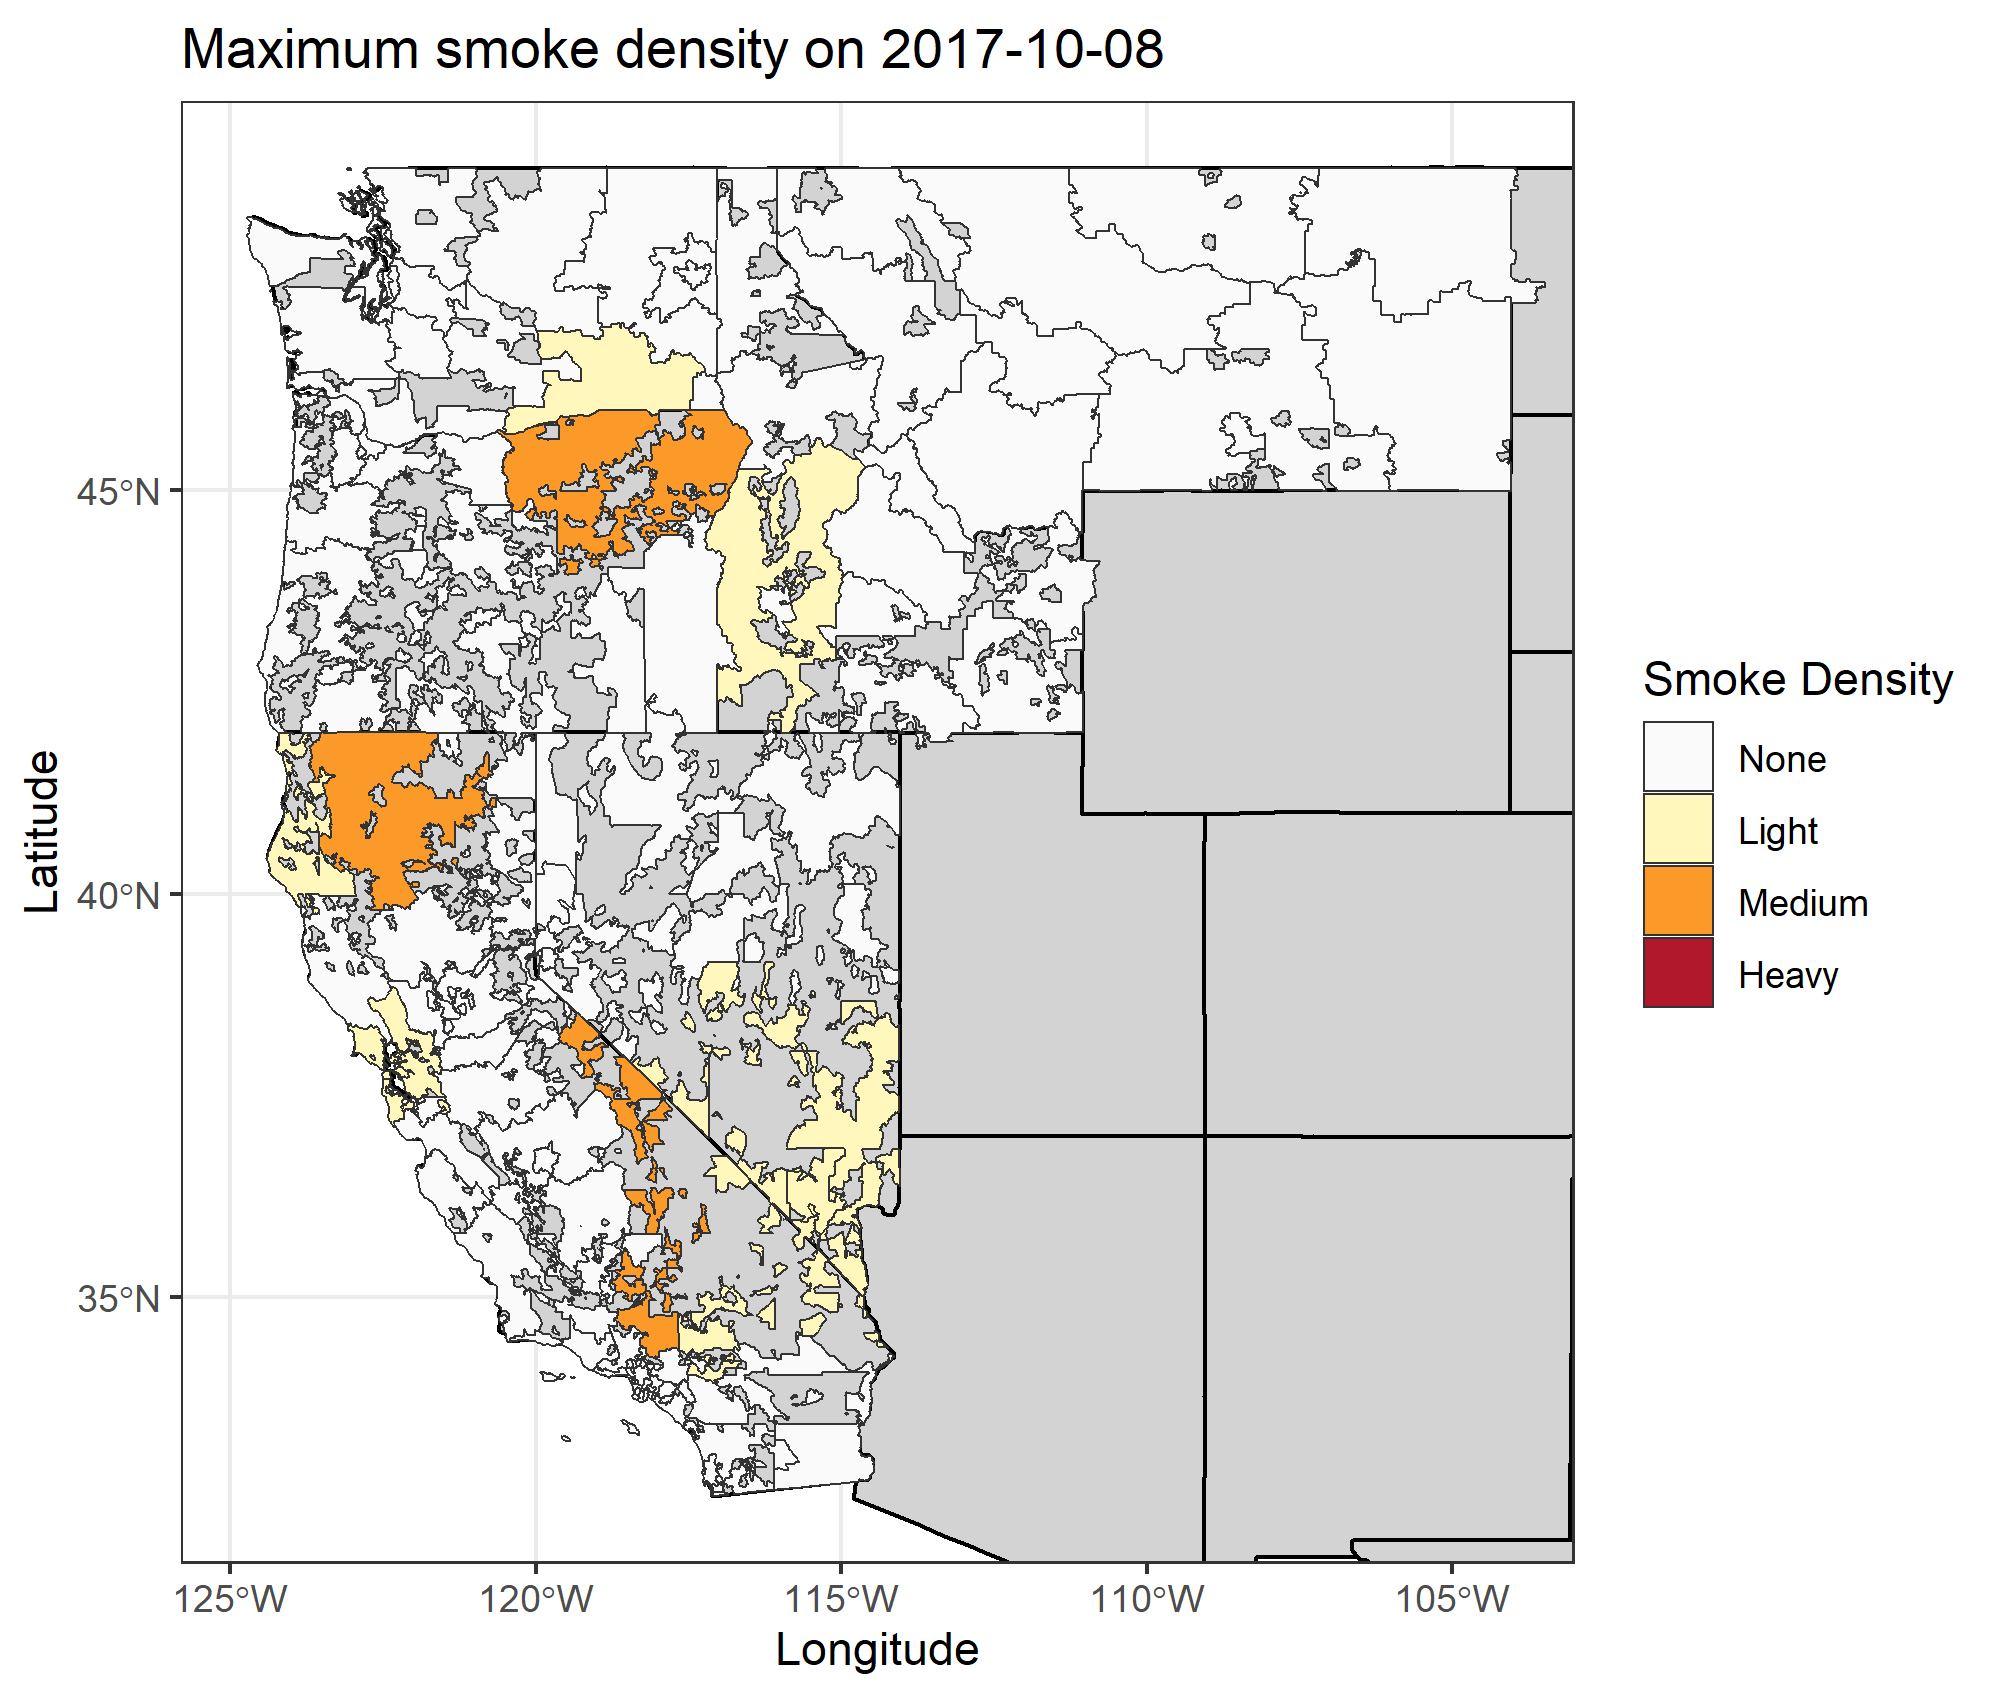 Maximum smoke density on 2017-10-08
45°N
40°N
35°N
Latitude
125°W
120°W
115°W
110°W
105°W
Longitude
Smoke Density
None
Light
Medium
Heavy